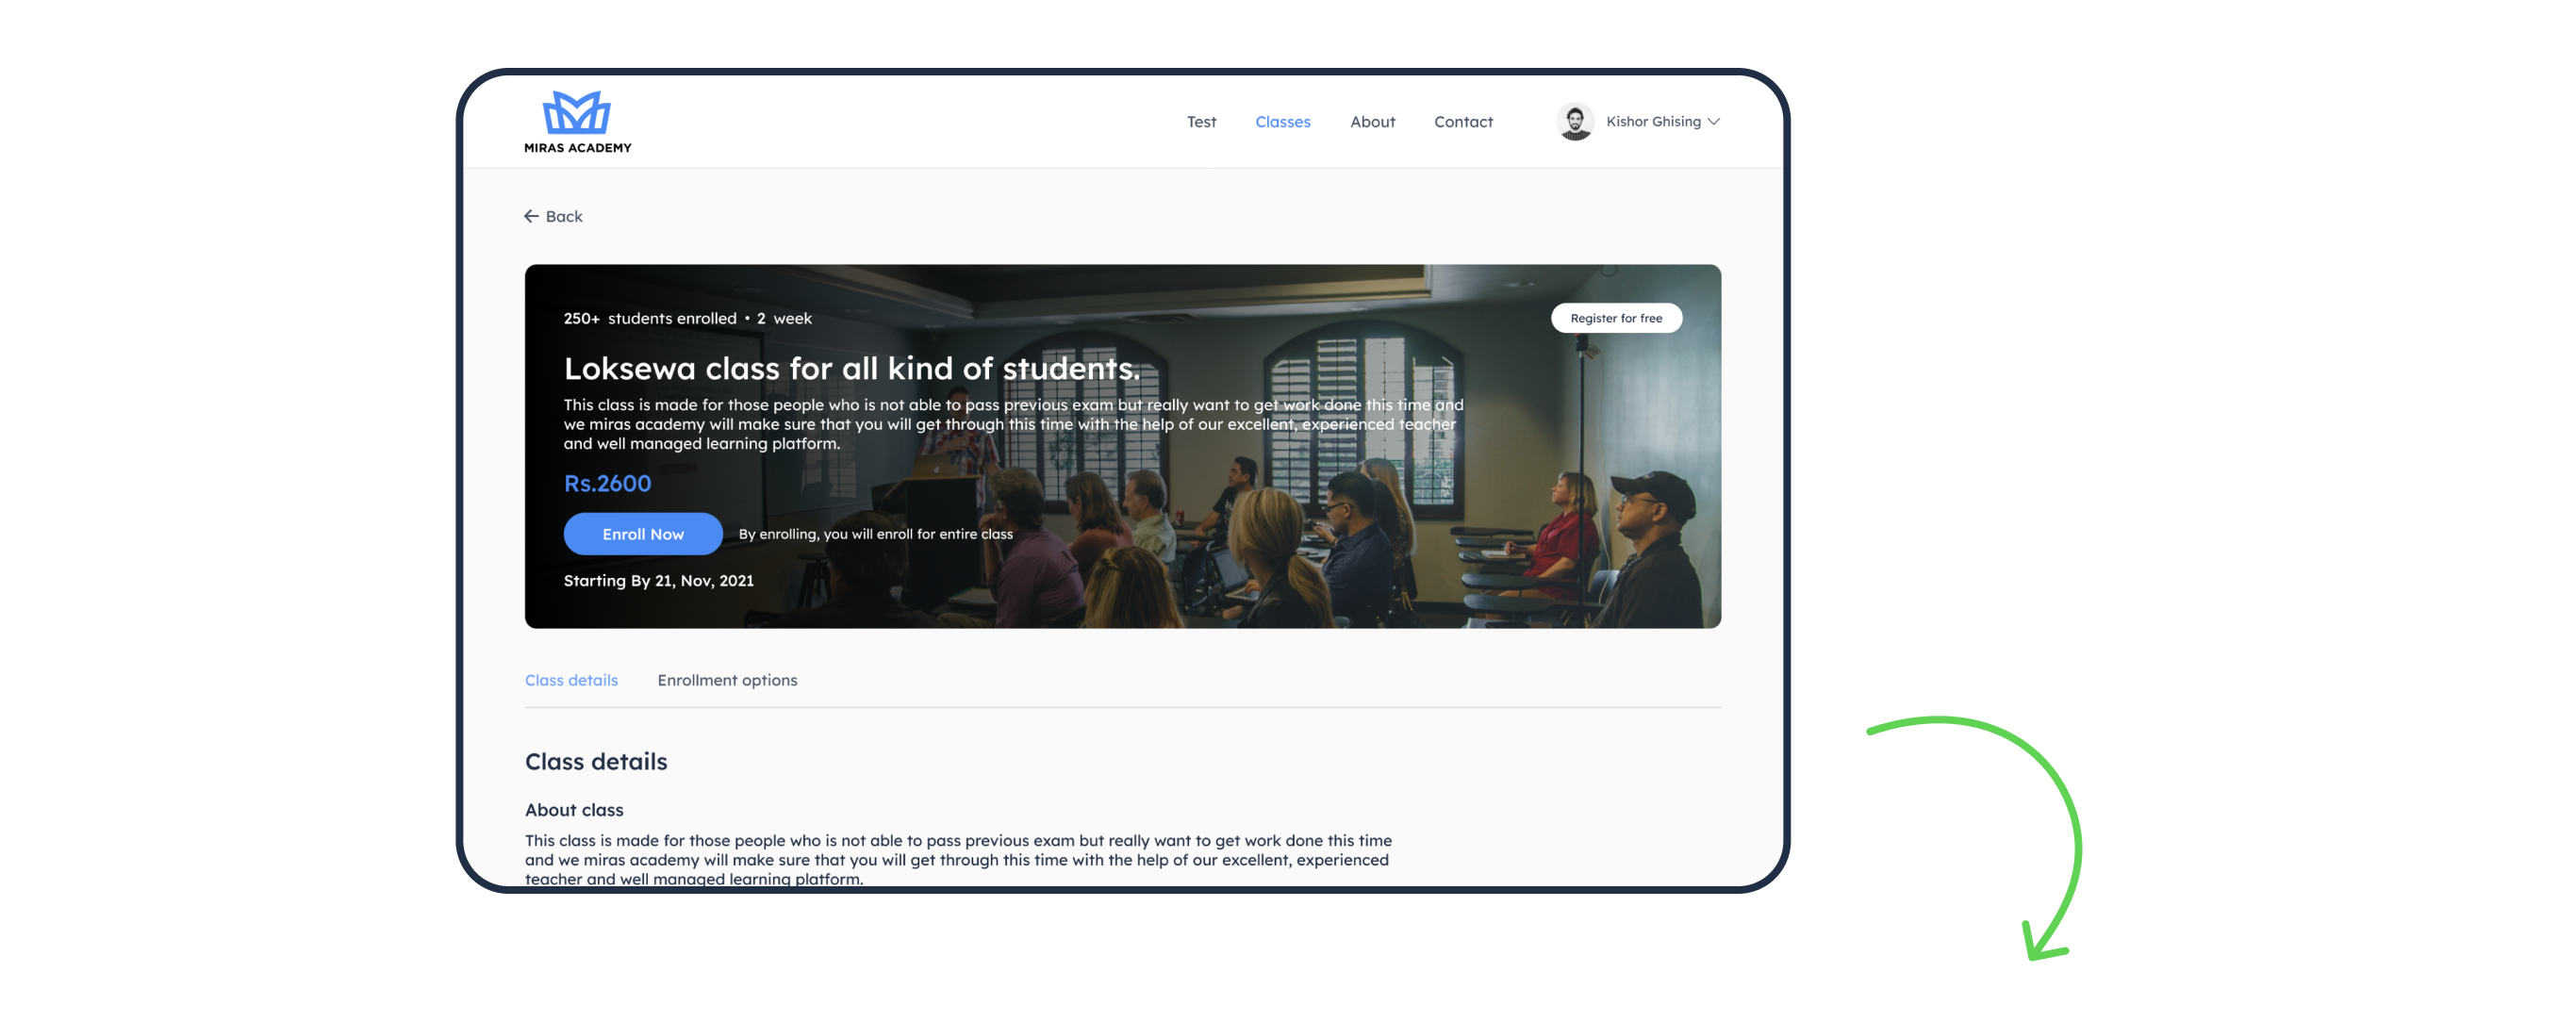 MIRAS ACADEMY
Test Classes About Contact Kishor Ghising
Back
250+ students enrolled • 2 week
Register for free
Loksewa class for all kind of students.
This class is made for those people who is not able to pass previous exam but really want to get work done this time and
we miras academy will make sure that you will get through this time with the help of our excellent, experienced teacher
and well managed learning platform.
Rs.2600
Enroll Now By enrolling, you will enroll for entire class
Starting By 21, Nov, 2021
Class details Enrollment options
Class details
About class
This class is made for those people who is not able to pass previous exam but really want to get work done this time
and we miras academy will make sure that you will get through this time with the help of our excellent, experienced
teacher and well managed learning platform.